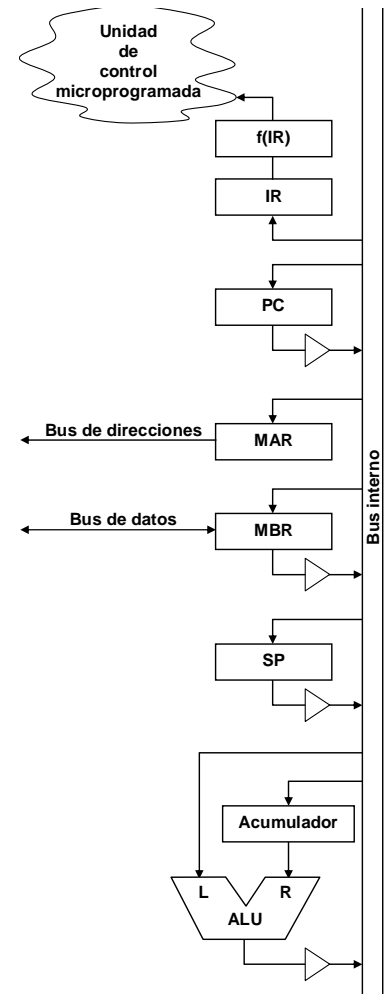 Unidad
de
control
microprogramada
f(IR)
IR
PC
Bus de direcciones
MAR
Bus interno
Bus de datos
MBR
SP
Acumulador
L
R
ALU